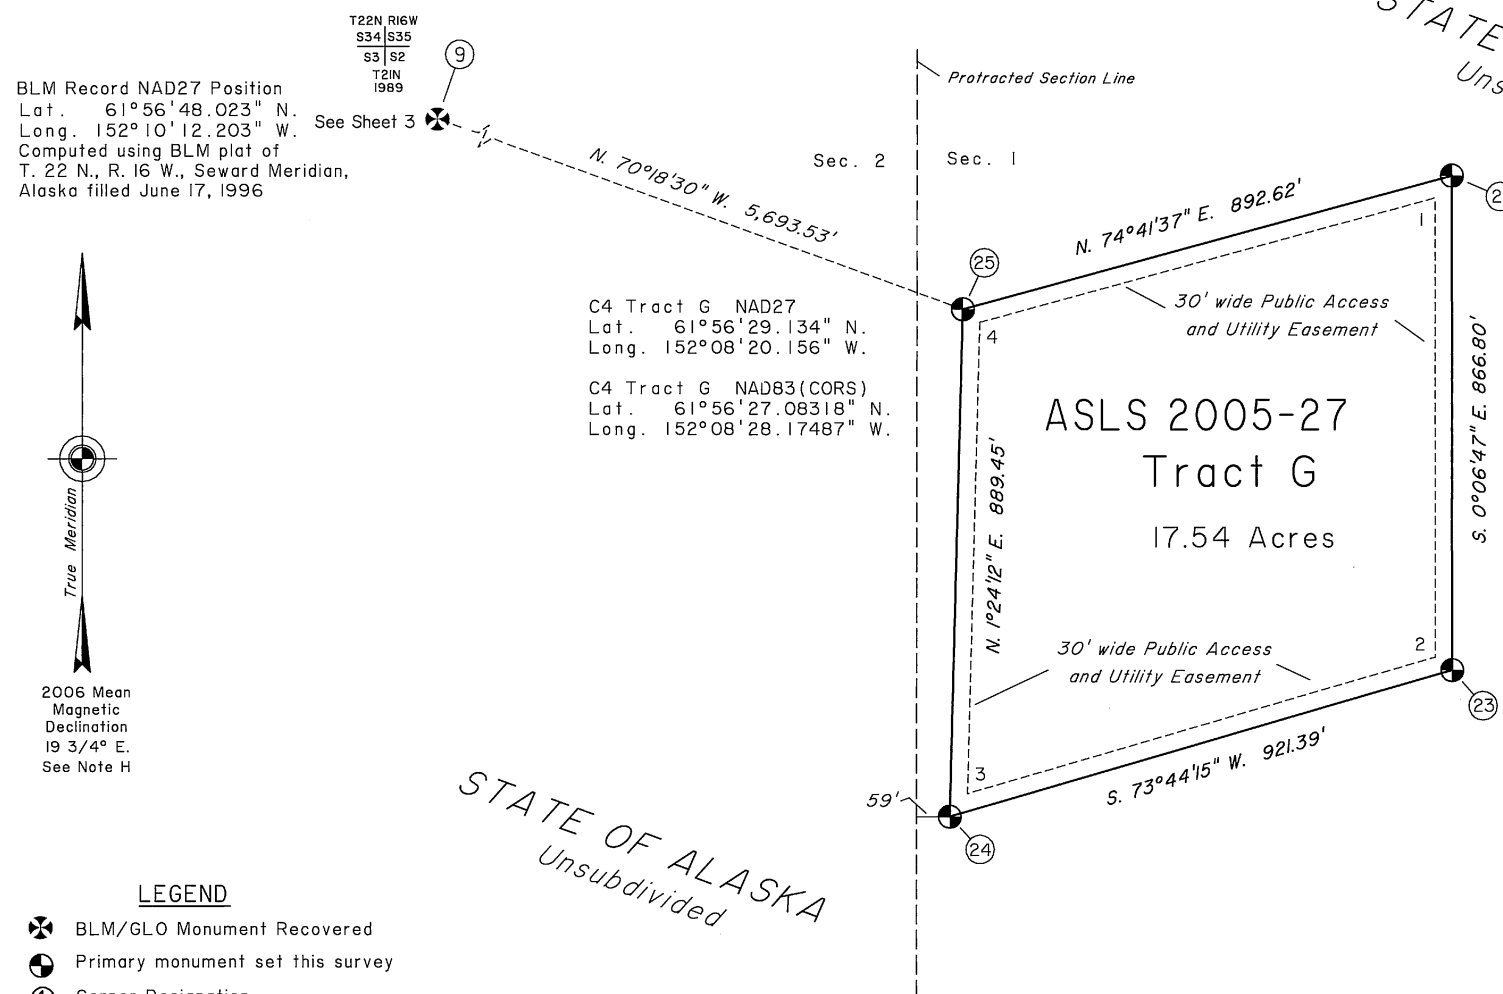 STATE
Uns
T22N R16W
S34 S35
S3 S2
T21N
1989
9
See Sheet 3
BLM Record NAD27 Position
Lat. 61°56'48.023" N.
Long. 152°10'12.203" W.
Computed using BLM plat of
T. 22 N., R. 16 W., Seward Meridian,
Alaska filled June 17, 1996
Protracted Section Line
Sec. 2
Sec. 1
N. 70°18'30" W. 5,693.53'
N. 74°41'37" E. 892.62'
2
1
25
4
30' wide Public Access
and Utility Easement
C4 Tract G NAD27
Lat. 61°56'29.134" N.
Long. 152°08'20.156" W.
C4 Tract G NAD83(CORS)
Lat. 61°56'27.08318" N.
Long. 152°08'28.17487" W.
ASLS 2005-27
Tract G
17.54 Acres
S. 0°06'47" E. 866.80'
N. 1°24'12" E. 889.45'
True Meridian
30' wide Public Access
and Utility Easement
2
23
3
S. 73°44'15" W. 921.39'
59'
24
2006 Mean
Magnetic
Declination
19 3/4° E.
See Note H
STATE OF ALASKA
Unsubdivided
LEGEND
BLM/GLO Monument Recovered
Primary monument set this survey
Corner Designation